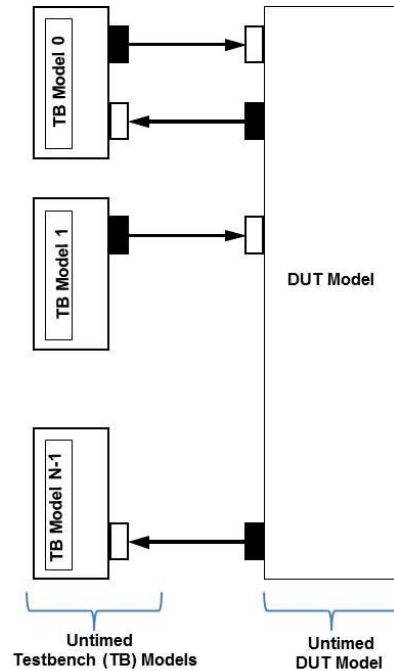 TB Model 0
TB Model 1
DUT Model
TB Model N-1
Untimed
Testbench (TB) Models
Untimed
DUT Model